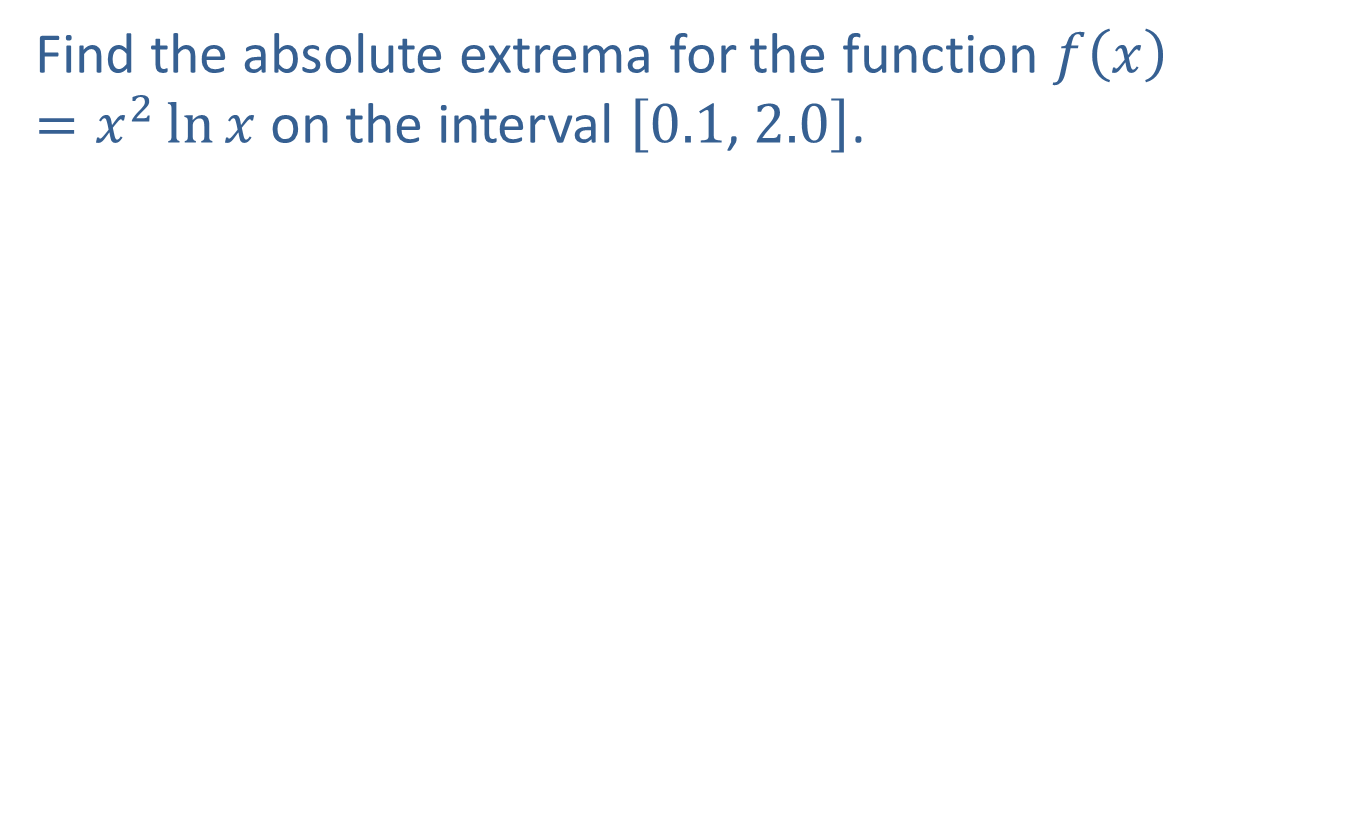 Find the absolute extrema for the function 𝑓(𝑥)
= 𝑥² ln 𝑥 on the interval [0.1, 2.0].